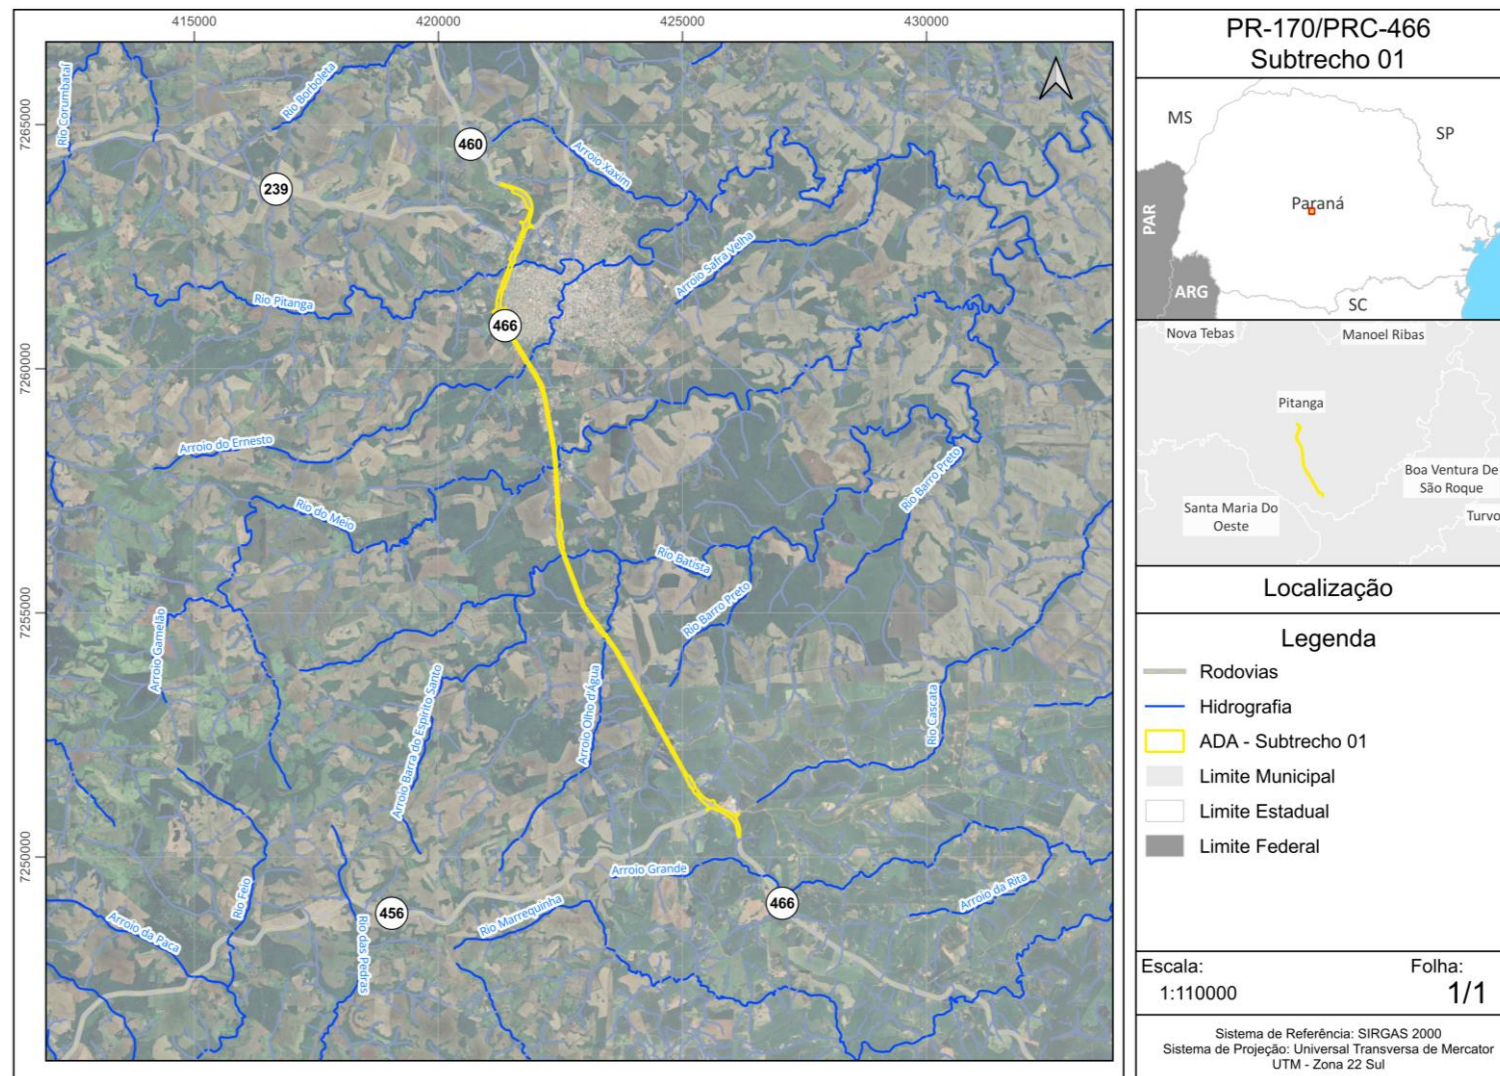 415000
420000
425000
430000
7265000
7260000
7255000
7250000
Rio Corumbataí
Rio Borboleta
460
Arroio Xaxim
239
Arroio Safra Velha
Rio Pitanga
466
Arroio do Ernesto
Rio Barro Preto
Rio do Meio
Rio Batista
Rio Barro Preto
Arroio Gamelão
Arroio Barra do Espírito Santo
Arroio Olho d'Água
Rio Cascata
Arroio Grande
Arroio da Rita
Rio Feio
456
Rio Marrequinha
466
Arroio da Paca
Rio das Pedras
PR-170/PRC-466
Subtrecho 01
MS
SP
Paraná
PAR
ARG
SC
Nova Tebas
Manoel Ribas
Pitanga
Boa Ventura De
São Roque
Santa Maria Do
Oeste
Turvo
Localização
Legenda
Rodovias
Hidrografia
ADA - Subtrecho 01
Limite Municipal
Limite Estadual
Limite Federal
Escala:
1:110000
Folha:
1/1
Sistema de Referência: SIRGAS 2000
Sistema de Projeção: Universal Transversa de Mercator
UTM - Zona 22 Sul